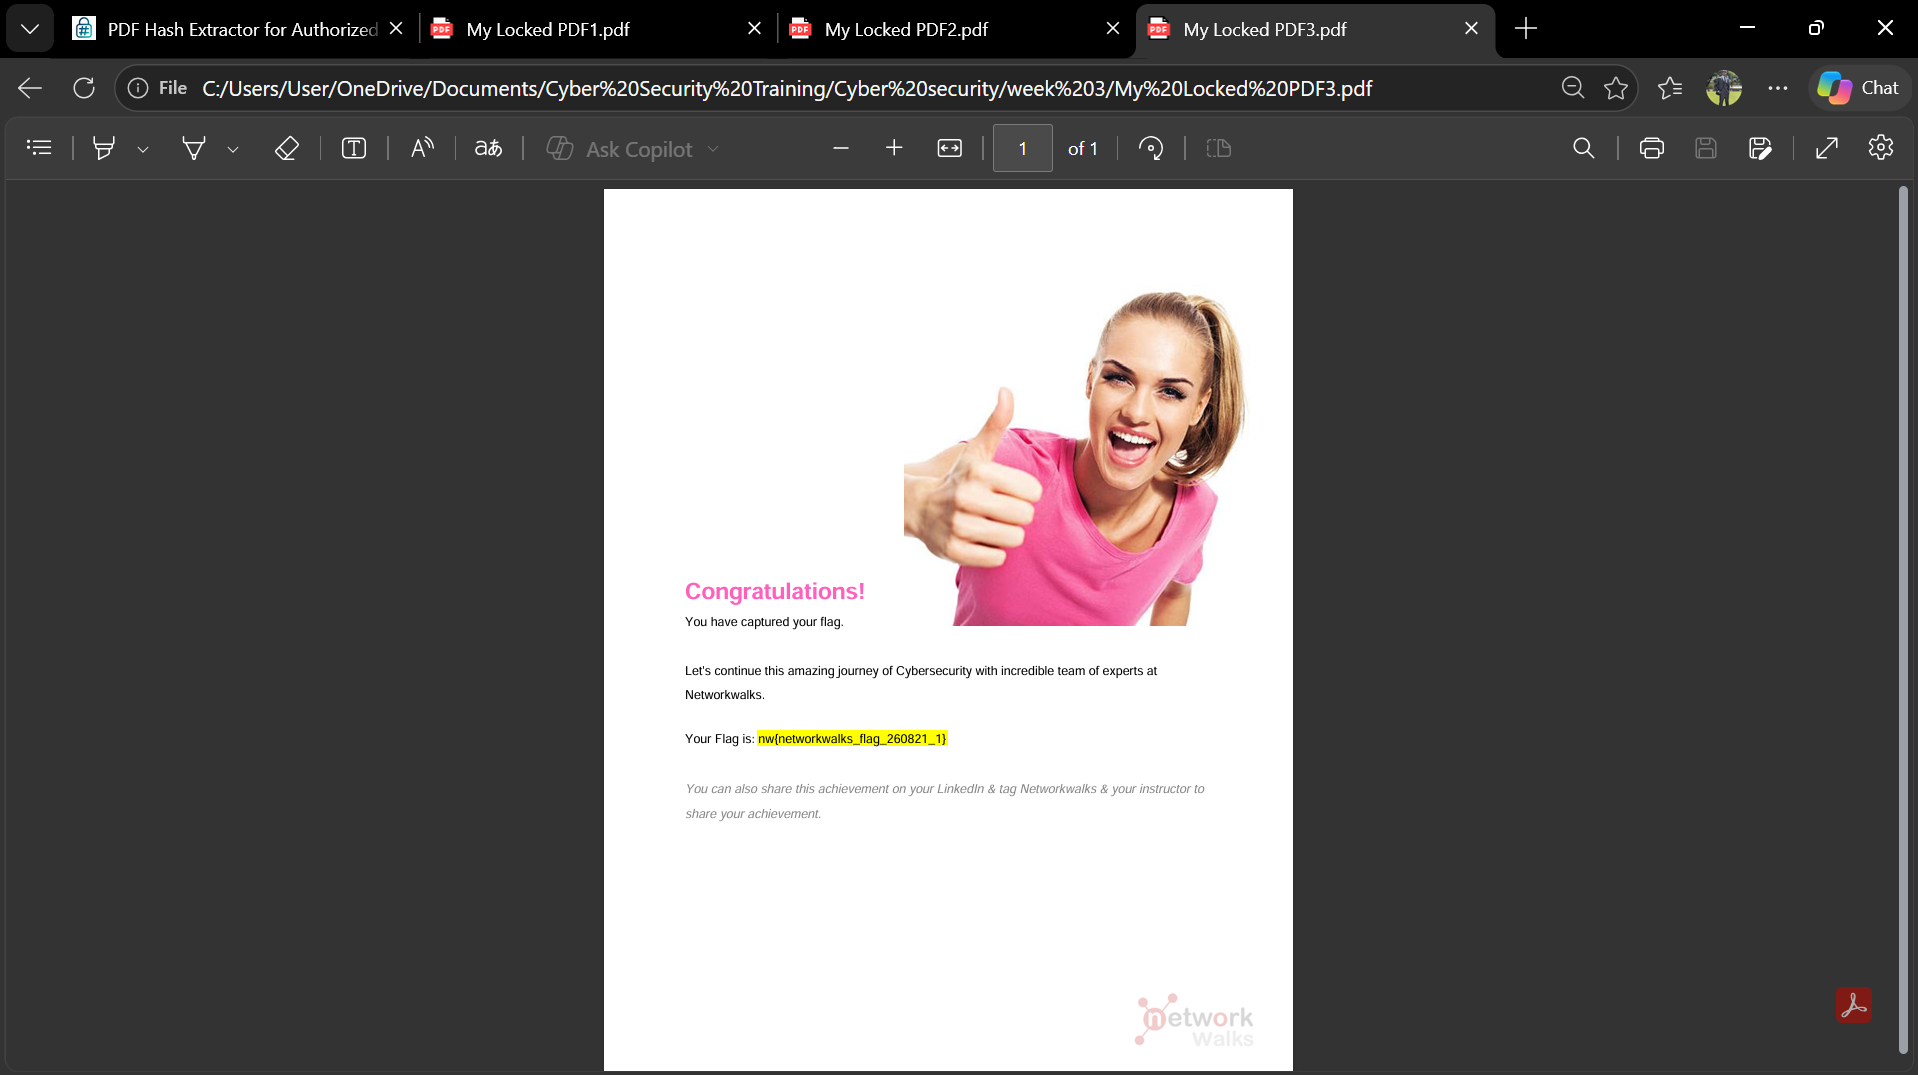 PDF Hash Extractor for Authorized
My Locked PDF1.pdf
My Locked PDF2.pdf
My Locked PDF3.pdf
File C:/Users/User/OneDrive/Documents/Cyber%20Security%20Training/Cyber%20security/week%203/My%20Locked%20PDF3.pdf
Chat
Ask Copilot
1 of 1
Congratulations!
You have captured your flag.
Let's continue this amazing journey of Cybersecurity with incredible team of experts at
Networkwalks.
Your Flag is: nw{networkwalks_flag_260821_1}
You can also share this achievement on your LinkedIn & tag Networkwalks & your instructor to
share your achievement.
network
Walks